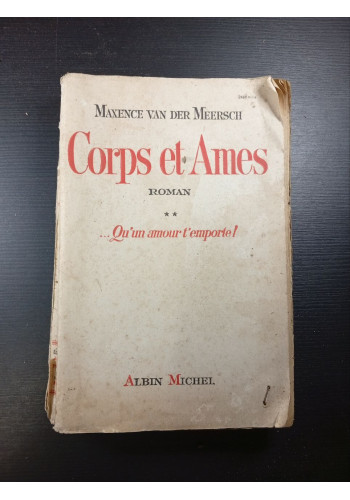 MAXENCE VAN DER MEERSCH
Corps et Ames
ROMAN
**
...Qu'un amour t'emporte!
ALBIN MICHEL